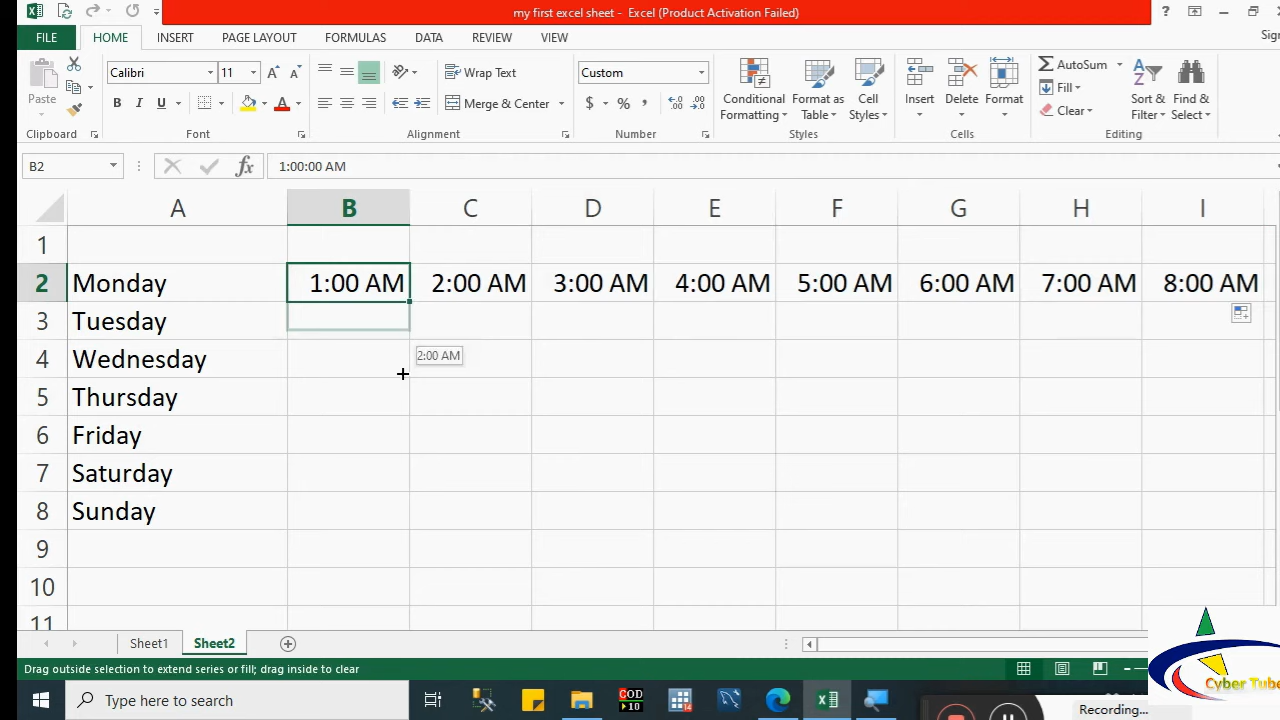 my first excel sheet - Excel (Product Activation Failed)
?
FILE HOME INSERT PAGE LAYOUT FORMULAS DATA REVIEW VIEW
Calibri 11 Wrap Text Custom AutoSum
Paste B I U Merge & Center $ % Conditional Formatting Format as Table Cell Styles Insert Delete Format Fill Clear Sort & Filter Find & Select
Clipboard Font Alignment Number Styles Cells Editing
B2 fx 1:00:00 AM
A B C D E F G H I
1
2 Monday 1:00 AM 2:00 AM 3:00 AM 4:00 AM 5:00 AM 6:00 AM 7:00 AM 8:00 AM
3 Tuesday
2:00 AM
4 Wednesday
5 Thursday
6 Friday
7 Saturday
8 Sunday
9
10
11
Sheet1 Sheet2
Drag outside selection to extend series or fill; drag inside to clear
Cyber Tube
Type here to search
Recording...